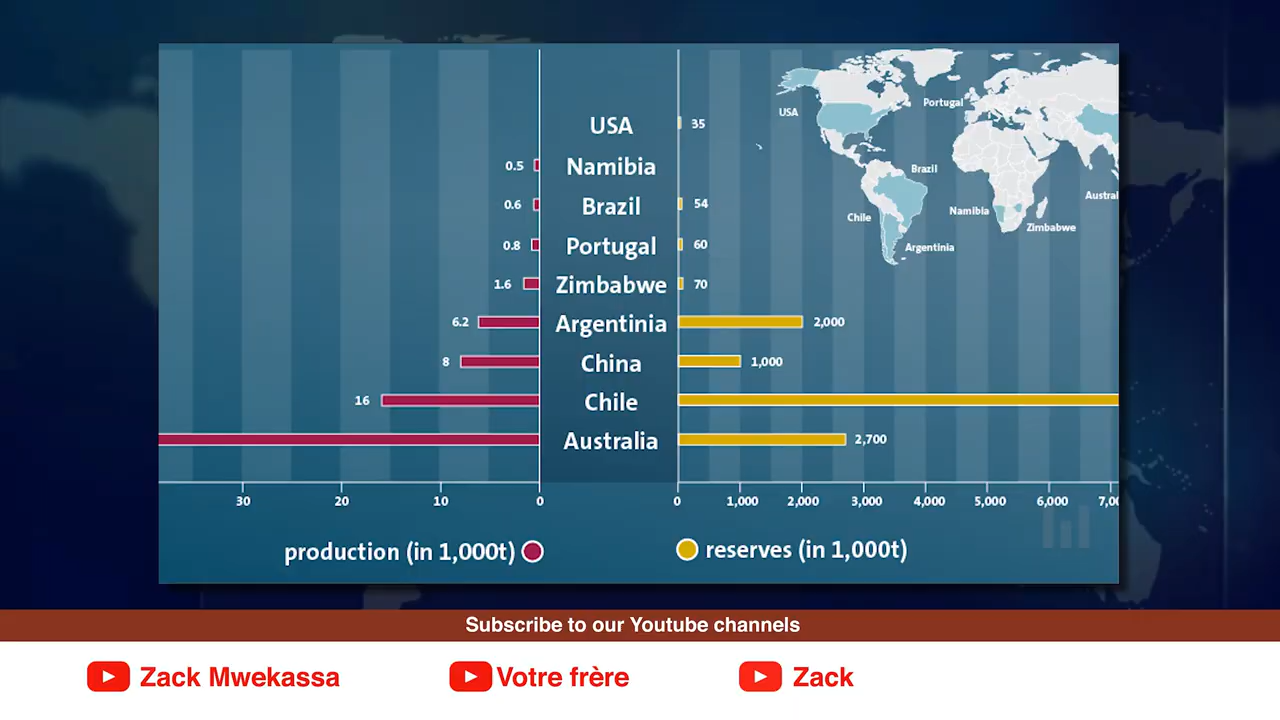 USA
35
0.5
Namibia
0.6
Brazil
54
0.8
Portugal
60
1.6
Zimbabwe
70
6.2
Argentinia
2,000
8
China
1,000
16
Chile
Australia
2,700
30
20
10
0
0
1,000
2,000
3,000
4,000
5,000
6,000
7,0
production (in 1,000t)
reserves (in 1,000t)
USA
Portugal
Brazil
Chile
Namibia
Austral
Zimbabwe
Argentinia
Subscribe to our Youtube channels
Zack Mwekassa
Votre frère
Zack